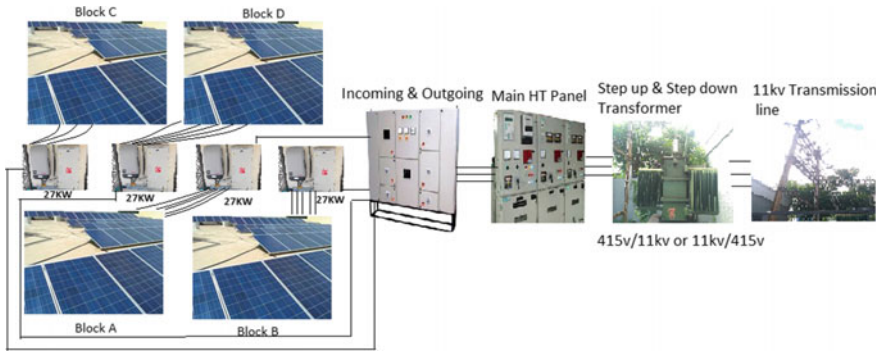 Block C
Block D
Incoming & Outgoing
Main HT Panel
Step up & Step down
Transformer
11kv Transmission
line
27KW
27KW
27KW
27KW
415v/11kv or 11kv/415v
Block A
Block B